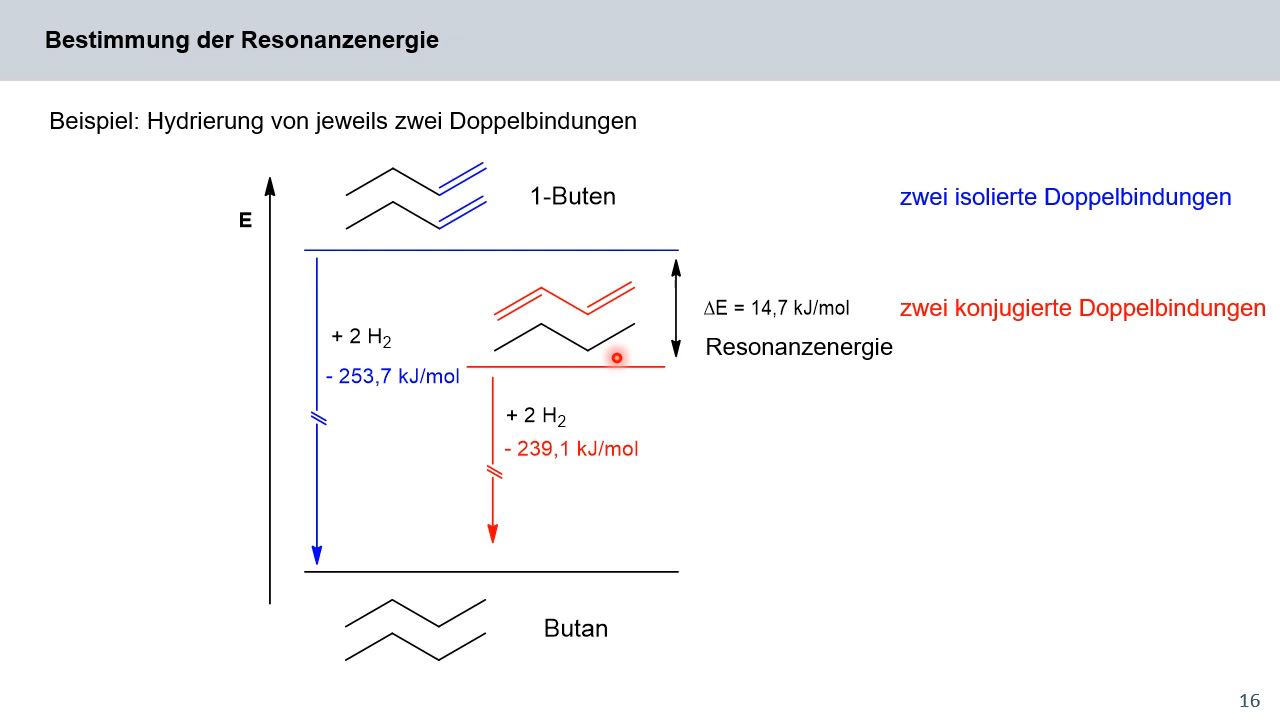 Bestimmung der Resonanzenergie
Beispiel: Hydrierung von jeweils zwei Doppelbindungen
E
1-Buten
zwei isolierte Doppelbindungen
ΔE = 14,7 kJ/mol
zwei konjugierte Doppelbindungen
Resonanzenergie
+ 2 H₂
- 253,7 kJ/mol
+ 2 H₂
- 239,1 kJ/mol
Butan
16